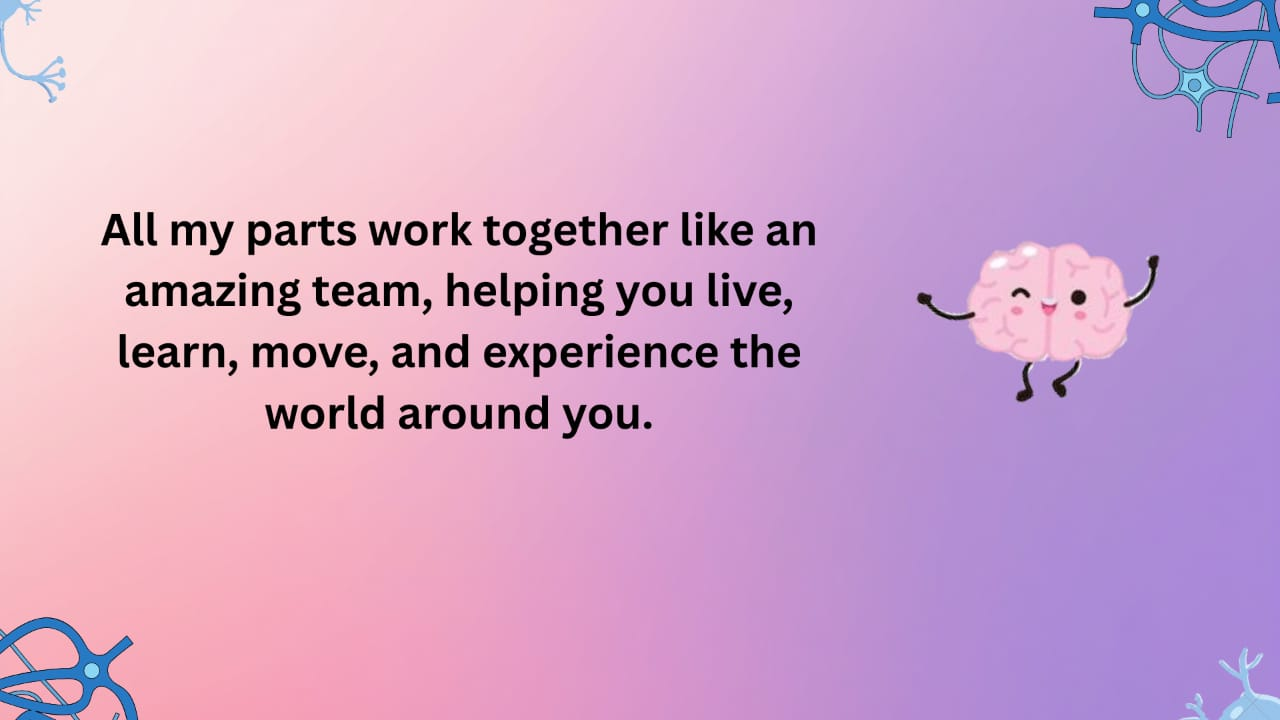 All my parts work together like an
amazing team, helping you live,
learn, move, and experience the
world around you.